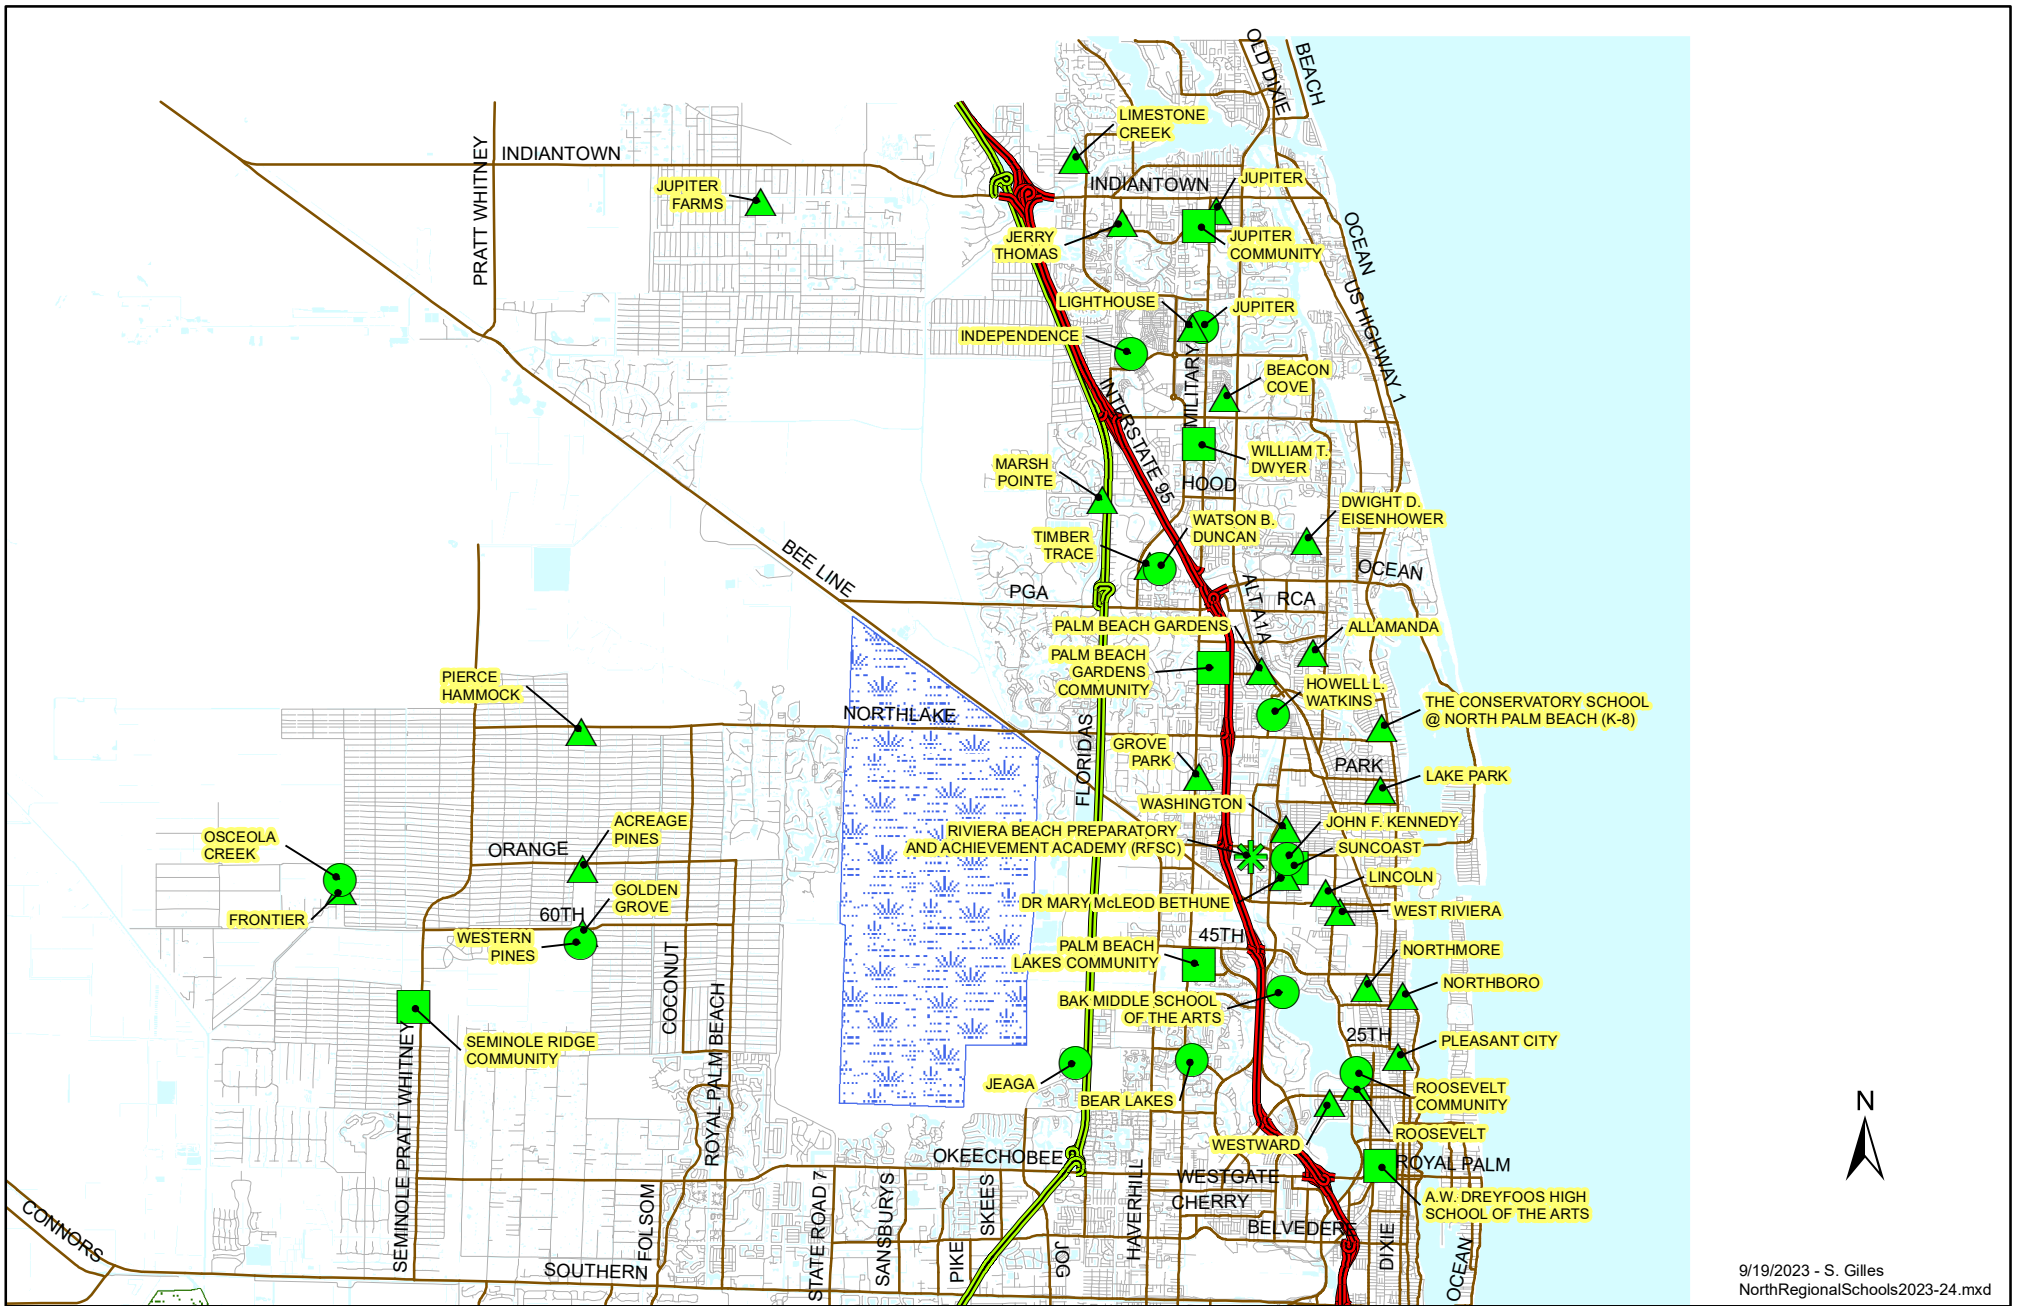 OLD DIXIE
BEACH
LIMESTONE
CREEK
PRATT WHITNEY
INDIANTOWN
INDIANTOWN
JUPITER
JUPITER
FARMS
OCEAN
JERRY
THOMAS
JUPITER
COMMUNITY
US HIGHWAY 1
LIGHTHOUSE
JUPITER
INDEPENDENCE
MILITARY
BEACON
COVE
INTERSTATE 95
WILLIAM T.
DWYER
MARSH
POINTE
HOOD
DWIGHT D.
EISENHOWER
WATSON B.
DUNCAN
TIMBER
TRACE
BEE LINE
OCEAN
PGA
ALT A1A
RCA
PALM BEACH GARDENS
ALLAMANDA
PALM BEACH
GARDENS
COMMUNITY
PIERCE
HAMMOCK
HOWELL L.
WATKINS
THE CONSERVATORY SCHOOL
@ NORTH PALM BEACH (K-8)
NORTHLAKE
FLORIDAS
GROVE
PARK
PARK
LAKE PARK
WASHINGTON
JOHN F. KENNEDY
OSCEOLA
CREEK
ACREAGE
PINES
ORANGE
RIVIERA BEACH PREPARATORY
AND ACHIEVEMENT ACADEMY (RFSC)
SUNCOAST
LINCOLN
GOLDEN
GROVE
DR MARY McLEOD BETHUNE
WEST RIVIERA
FRONTIER
60TH
WESTERN
PINES
45TH
PALM BEACH
LAKES COMMUNITY
NORTHMORE
COCONUT
ROYAL PALM BEACH
NORTHBORO
BAK MIDDLE SCHOOL
OF THE ARTS
25TH
PLEASANT CITY
SEMINOLE RIDGE
COMMUNITY
SEMINOLE PRATT WHITNEY
JEAGA
BEAR LAKES
ROOSEVELT
COMMUNITY
ROOSEVELT
WESTWARD
OKEECHOBEE
ROYAL PALM
WESTGATE
CHERRY
A.W. DREYFOOS HIGH
SCHOOL OF THE ARTS
BELVEDERE
CONNORS
FOLSOM
STATE ROAD 7
SANSBURYS
PIKE
SKEES
JOG
HAVERHILL
DIXIE
OCEAN
SOUTHERN
N
9/19/2023 - S. Gilles
NorthRegionalSchools2023-24.mxd